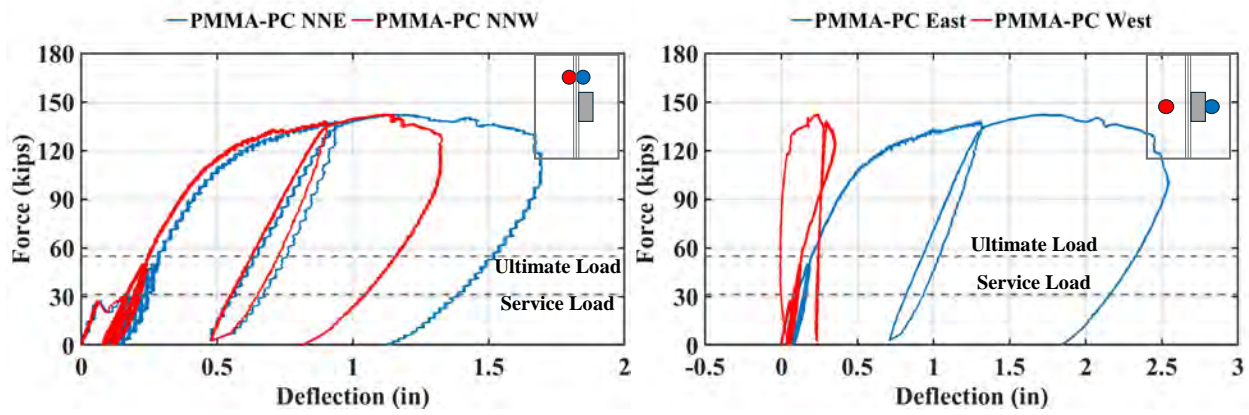 PMMA-PC NNE PMMA-PC NNW
180
150
120
90
60
30
0
Force (kips)
Ultimate Load
Service Load
0 0.5 1 1.5 2
Deflection (in)
PMMA-PC East PMMA-PC West
180
150
120
90
60
30
0
Force (kips)
Ultimate Load
Service Load
-0.5 0 0.5 1 1.5 2 2.5 3
Deflection (in)